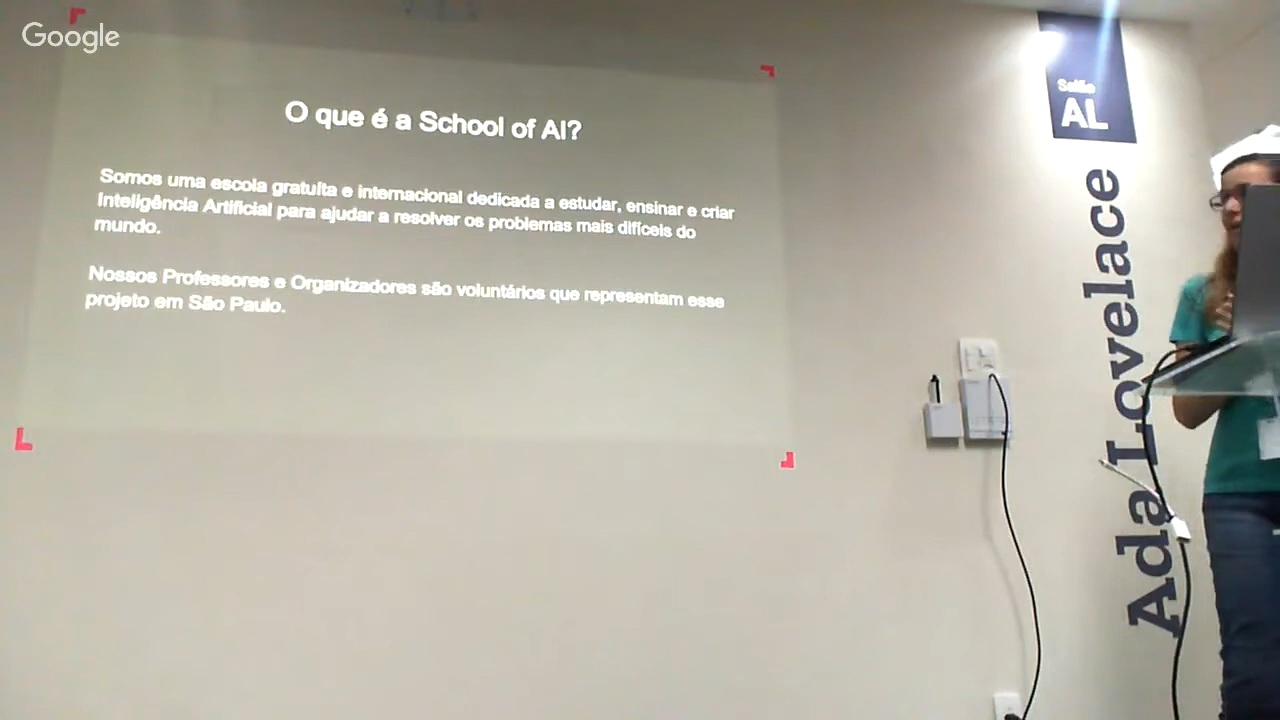 Google
O que é a School of AI?
Somos uma escola gratuíta e internacional dedicada a estudar, ensinar e criar
Inteligência Artificial para ajudar a resolver os problemas mais difíceis do
mundo.
Nossos Professores e Organizadores são voluntários que representam esse
projeto em São Paulo.
Salão
AL
Ada Lovelace